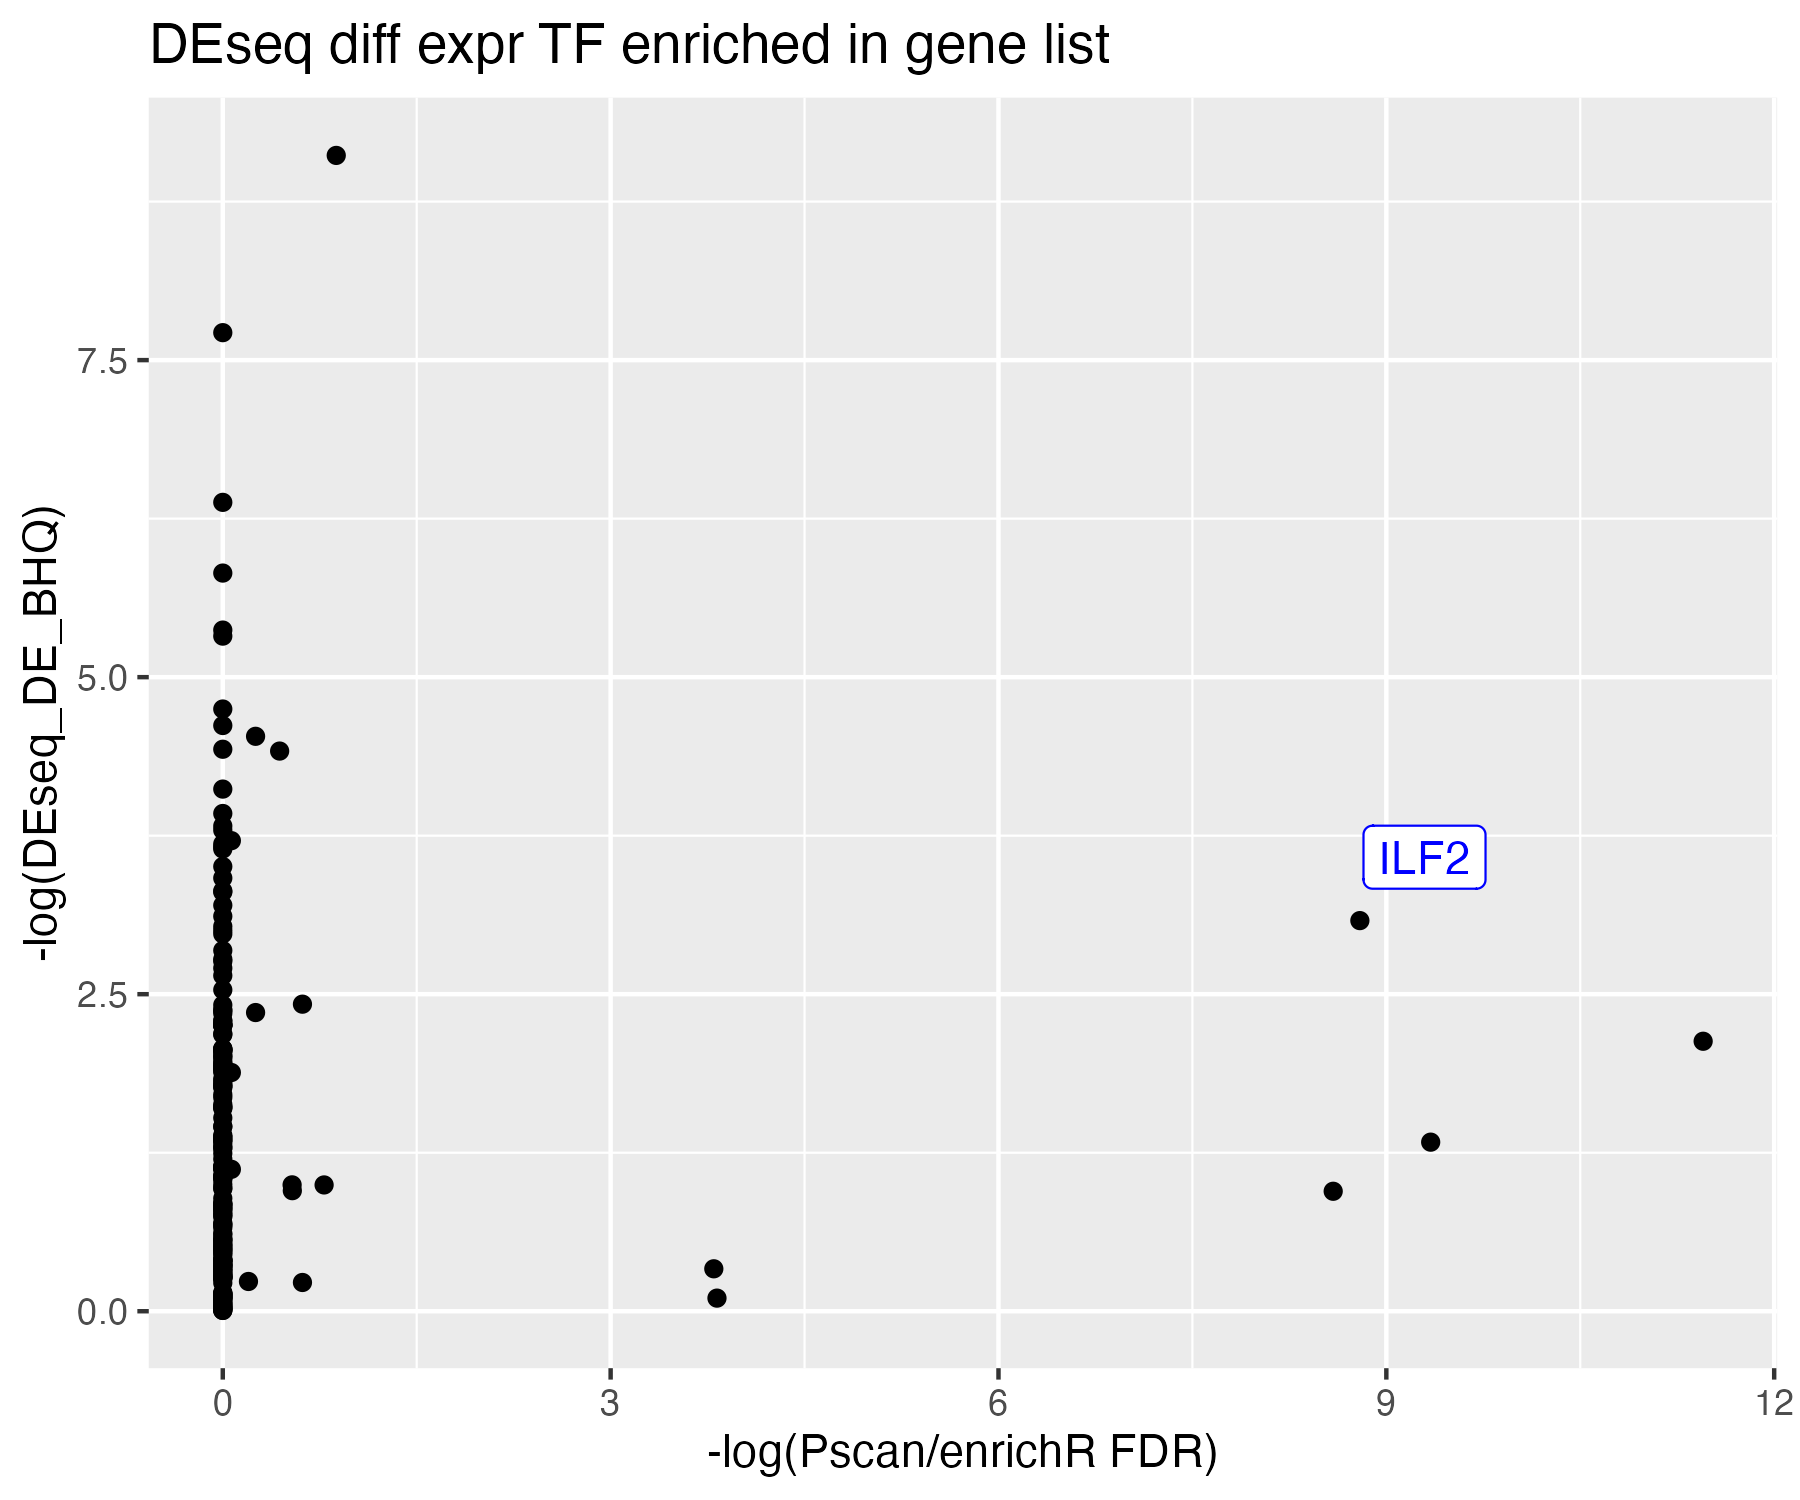 DEseq diff expr TF enriched in gene list
-log(DEseq_DE_BHQ)
7.5
5.0
2.5
0.0
ILF2
0 3 6 9 12
-log(Pscan/enrichR FDR)